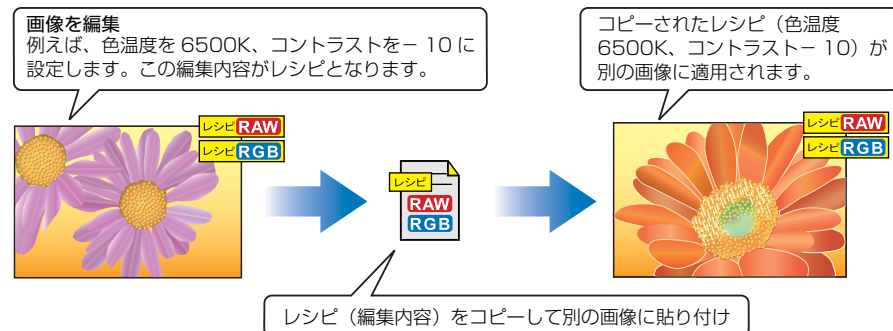 画像を編集
例えば、色温度を 6500K、コントラストを− 10 に
設定します。この編集内容がレシピとなります。
コピーされたレシピ（色温度
6500K、コントラスト− 10）が
別の画像に適用されます。
レシピ RAW
レシピ RGB
レシピ
RAW
RGB
レシピ RAW
レシピ RGB
レシピ（編集内容）をコピーして別の画像に貼り付け